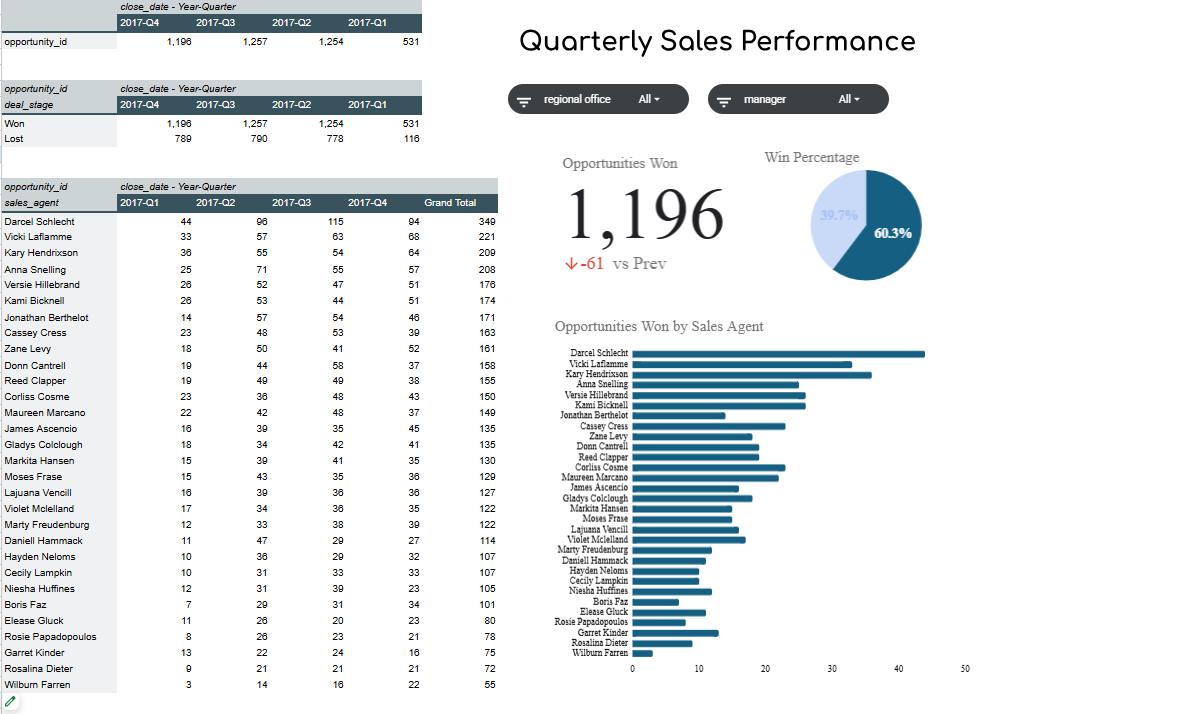 close_date - Year-Quarter
2017-Q4 2017-Q3 2017-Q2 2017-Q1
opportunity_id 1,196 1,257 1,254 531
opportunity_id close_date - Year-Quarter
deal_stage 2017-Q4 2017-Q3 2017-Q2 2017-Q1
Won 1,196 1,257 1,254 531
Lost 789 790 778 116
opportunity_id close_date - Year-Quarter
sales_agent 2017-Q1 2017-Q2 2017-Q3 2017-Q4 Grand Total
Darcel Schlecht 44 96 115 94 349
Vicki Laflamme 33 57 63 68 221
Kary Hendrixson 36 55 54 64 209
Anna Snelling 25 71 55 57 208
Versie Hillebrand 26 52 47 51 176
Kami Bicknell 26 53 44 51 174
Jonathan Berthelot 14 57 54 46 171
Cassey Cress 23 48 53 39 163
Zane Levy 18 50 41 52 161
Donn Cantrell 19 44 58 37 158
Reed Clapper 19 49 49 38 155
Corliss Cosme 23 36 48 43 150
Maureen Marcano 22 42 48 37 149
James Ascencio 16 39 35 45 135
Gladys Colclough 18 34 42 41 135
Markita Hansen 15 39 41 35 130
Moses Frase 15 43 35 36 129
Lajuana Vencill 16 39 36 36 127
Violet Mclelland 17 34 36 35 122
Marty Freudenburg 12 33 38 39 122
Daniell Hammack 11 47 29 27 114
Hayden Neloms 10 36 29 32 107
Cecily Lampkin 10 31 33 33 107
Niesha Huffines 12 31 39 23 105
Boris Faz 7 29 31 34 101
Elease Gluck 11 26 20 23 80
Rosie Papadopoulos 8 26 23 21 78
Garret Kinder 13 22 24 16 75
Rosalina Dieter 9 21 21 21 72
Wilburn Farren 3 14 16 22 55
Quarterly Sales Performance
regional office All
manager All
Opportunities Won
1,196
-61 vs Prev
Win Percentage
39.7%
60.3%
Opportunities Won by Sales Agent
Darcel Schlecht
Vicki Laflamme
Kary Hendrixson
Anna Snelling
Versie Hillebrand
Kami Bicknell
Jonathan Berthelot
Cassey Cress
Zane Levy
Donn Cantrell
Reed Clapper
Corliss Cosme
Maureen Marcano
James Ascencio
Gladys Colclough
Markita Hansen
Moses Frase
Lajuana Vencill
Violet Mclelland
Marty Freudenburg
Daniell Hammack
Hayden Neloms
Cecily Lampkin
Niesha Huffines
Boris Faz
Elease Gluck
Rosie Papadopoulos
Garret Kinder
Rosalina Dieter
Wilburn Farren
0 10 20 30 40 50